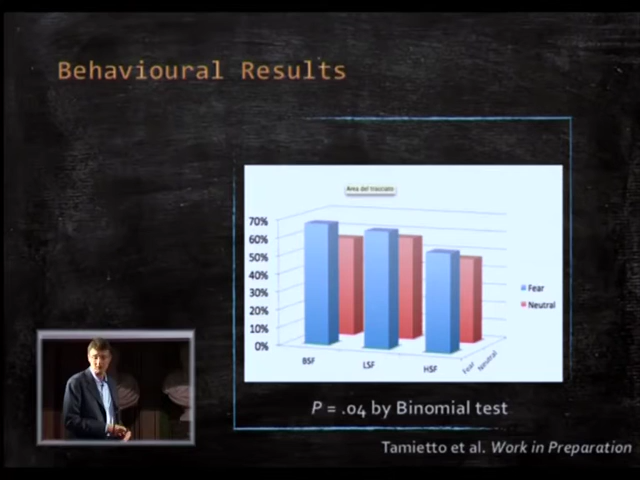 Behavioural Results
Area del tracciato
70%
60%
50%
40%
30%
20%
10%
0%
BSF
LSF
HSF
Fear
Neutral
Fear
Neutral
P = .04 by Binomial test
Tamietto et al. Work in Preparation